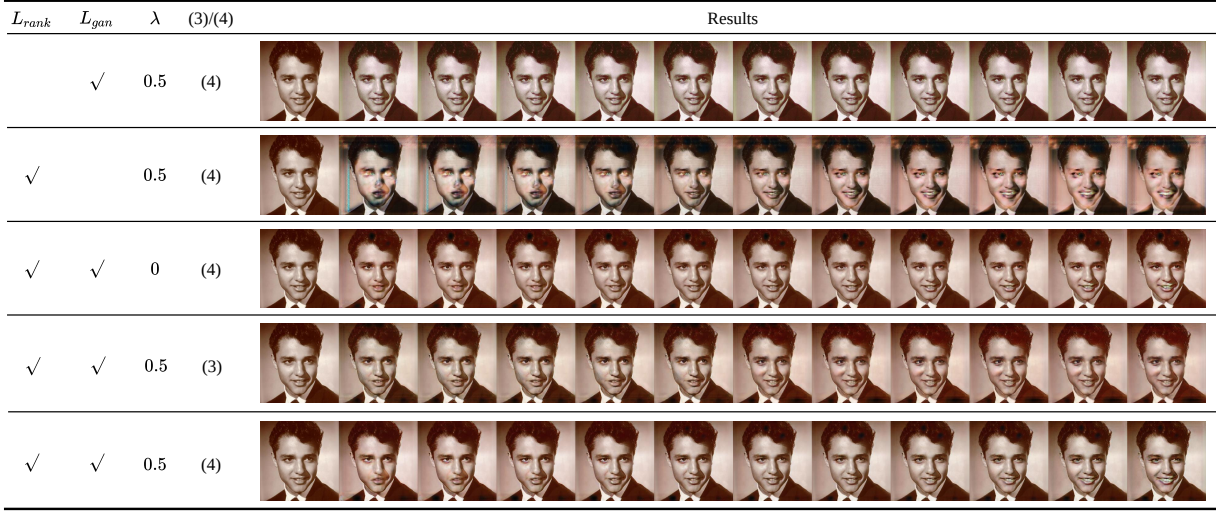 L_rank L_gan λ (3)/(4) Results
√ 0.5 (4)
√ 0.5 (4)
√ √ 0 (4)
√ √ 0.5 (3)
√ √ 0.5 (4)